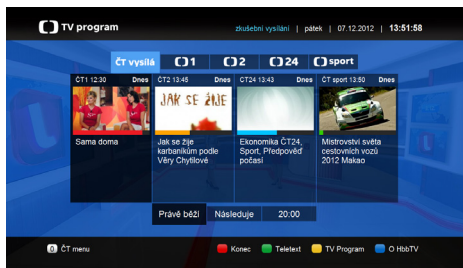 TV program
zkušební vysílání | pátek | 07.12.2012 | 13:51:58
ČT vysílá 1 2 24 sport
ČT1 12:30 Dnes ČT2 13:45 Dnes ČT24 13:43 Dnes ČT sport 13:50 Dnes
JAK SE ŽIJE
Sama doma Jak se žije Ekonomika ČT24, Mistrovství světa
karbaníkům podle Sport, Předpověď cestovních vozů
Věry Chytilové počasí 2012 Makao
Právě běží Následuje 20:00
0 ČT menu Konec Teletext TV Program O HbbTV